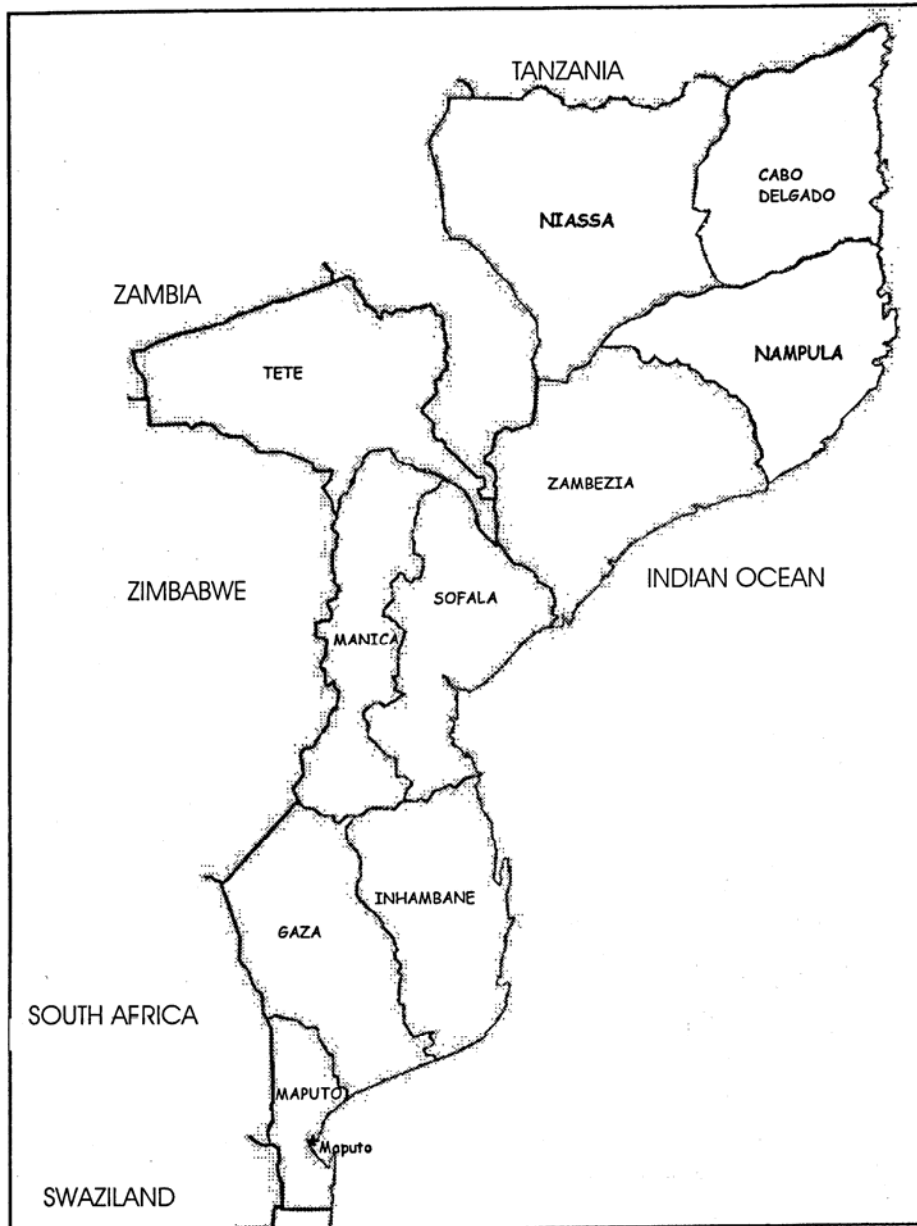 TANZANIA
CABO
DELGADO
NIASSA
ZAMBIA
NAMPULA
TETE
ZAMBEZIA
INDIAN OCEAN
ZIMBABWE
SOFALA
MANICA
INHAMBANE
GAZA
SOUTH AFRICA
MAPUTO
Maputo
SWAZILAND